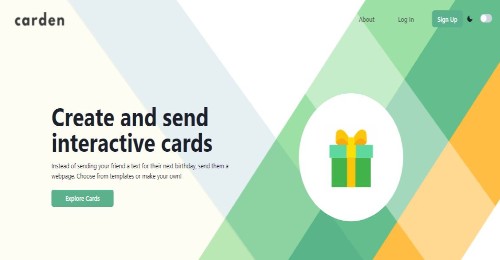 carden
About
Log In
Sign Up
Create and send
interactive cards
Instead of sending your friend a text for their next birthday, send them a
webpage. Choose from templates or make your own!
Explore Cards